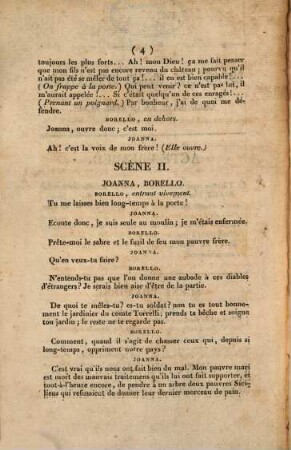 ( 4 )
toujours les plus forts... Ah ! mon Dieu ! ça me fait penser
que mon fils n'est pas encore revenu du château ; pourvu qu'il
n'ait pas été se mêler de tout ça !... il en est bien capable !...
( On frappe à la porte. ) Qui peut venir ? ce n'est pas lui, il
m'aurait appelée !... Si c'était quelqu'un de ces enragés !...
( Prenant un poignard. ) Par bonheur, j'ai de quoi me dé-
fendre.
BORELLO, en dehors.
Joanna, ouvre donc ; c'est moi.
JOANNA.
Ah ! c'est la voix de mon frère ! (Elle ouvre.)
SCÈNE II.
JOANNA, BORELLO.
BORELLO, entrant vivement.
Tu me laisses bien long-temps à la porte !
JOANNA.
Ecoute donc, je suis seule au moulin ; je m'étais enfermée.
BORELLO.
Prête-moi le sabre et le fusil de feu mon pauvre frère.
JOANNA.
Qu'en veux-tu faire ?
BORELLO.
N'entends-tu pas que l'on donne une aubade à ces diables
d'étrangers ? Je serais bien aise d'être de la partie.
JOANNA.
De quoi te mêles-tu ? es-tu soldat ? non tu es tout bonne-
ment le jardinier du comte Torrelli ; prends ta bêche et soigne
ton jardin ; le reste ne te regarde pas.
BORELLO.
Comment, quand il s'agit de chasser ceux qui, depuis si
long-temps, oppriment notre pays ?
JOANNA.
C'est vrai qu'ils nous ont fait bien du mal. Mon pauvre mari
est mort des mauvais traitemens qu'ils lui ont fait supporter, et
tout-à-l'heure encore, de pendre à un arbre deux pauvres Sici-
liens qui refusaient de donner leur dernier morceau de pain.